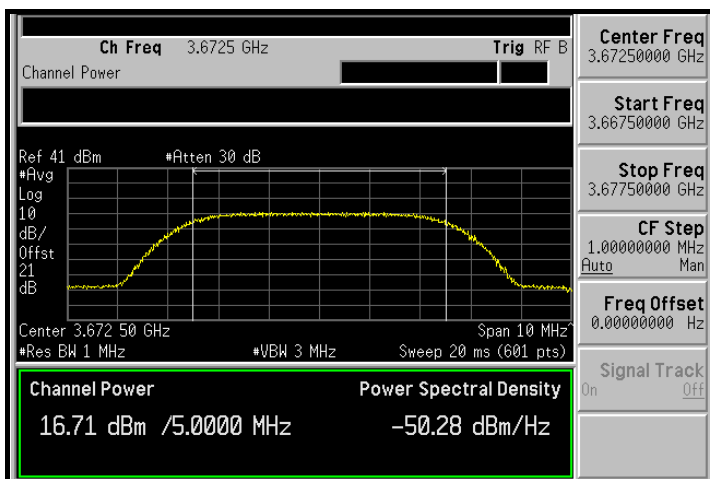 Ch Freq 3.6725 GHz Trig RF B
Channel Power
Ref 41 dBm #Atten 30 dB
#Avg
Log
10
dB/
Offst
21
dB
Center 3.672 50 GHz Span 10 MHz^
#Res BW 1 MHz #VBW 3 MHz Sweep 20 ms (601 pts)
Channel Power Power Spectral Density
16.71 dBm /5.0000 MHz -50.28 dBm/Hz
Center Freq
3.67250000 GHz
Start Freq
3.66750000 GHz
Stop Freq
3.67750000 GHz
CF Step
1.00000000 MHz
Auto Man
Freq Offset
0.00000000 Hz
Signal Track
On Off